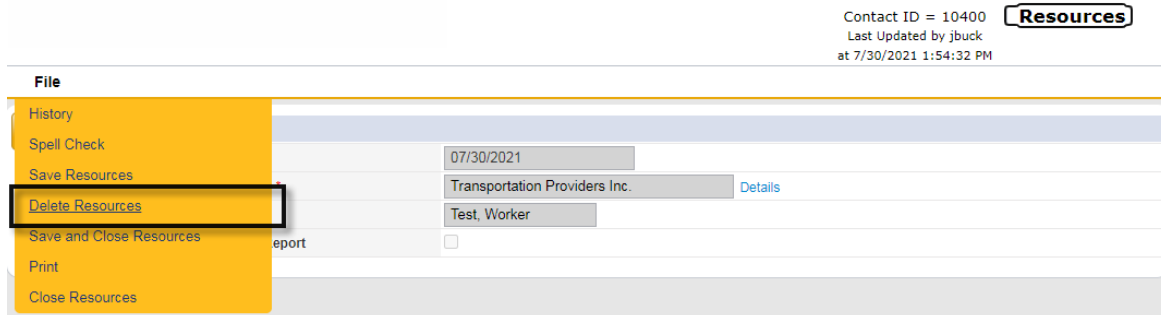 Contact ID = 10400 Resources
Last Updated by jbuck
at 7/30/2021 1:54:32 PM
File
History
Spell Check
07/30/2021
Save Resources
Transportation Providers Inc. Details
Delete Resources
Test, Worker
Save and Close Resources
eport
Print
Close Resources